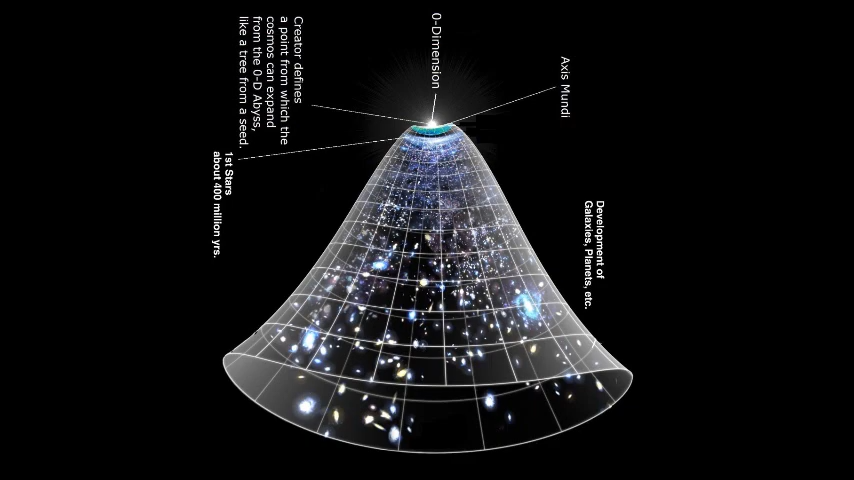 Creator defines
a point from which the
cosmos can expand
from the 0-D Abyss,
like a tree from a seed.
0-Dimension
Axis Mundi
1st Stars
about 400 million yrs.
Development of
Galaxies, Planets, etc.